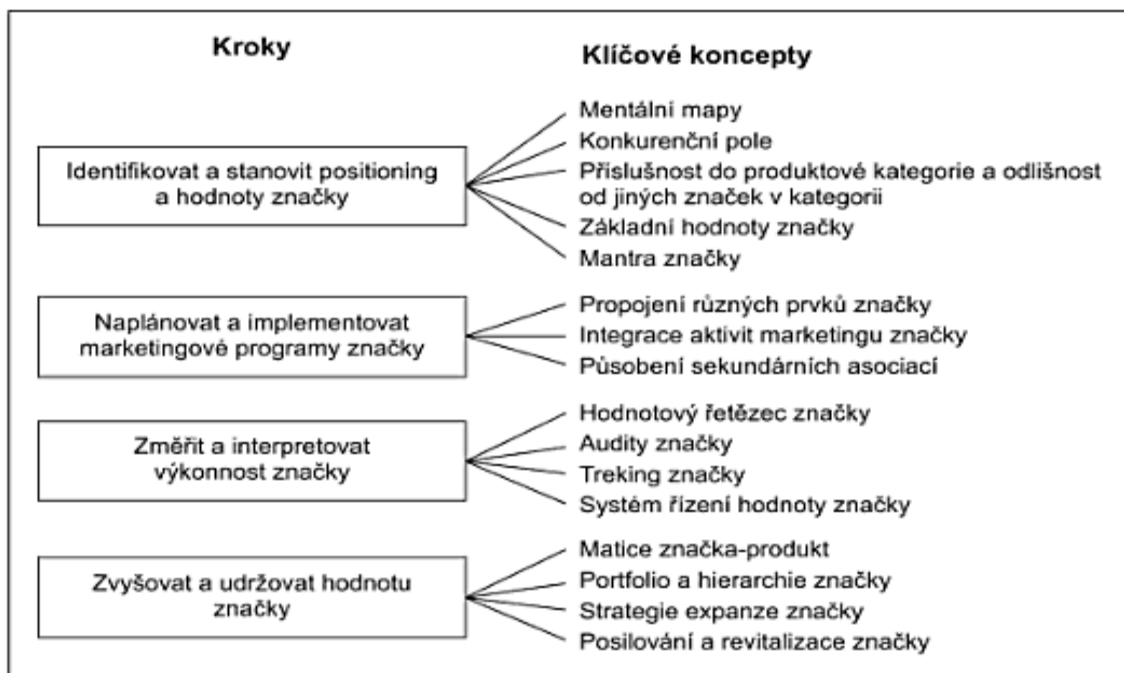 Kroky
Klíčové koncepty
Identifikovat a stanovit positioning
a hodnoty značky
Mentální mapy
Konkurenční pole
Příslušnost do produktové kategorie a odlišnost
od jiných značek v kategorii
Základní hodnoty značky
Mantra značky
Naplánovat a implementovat
marketingové programy značky
Propojení různých prvků značky
Integrace aktivit marketingu značky
Působení sekundárních asociací
Změřit a interpretovat
výkonnost značky
Hodnotový řetězec značky
Audity značky
Treking značky
Systém řízení hodnoty značky
Zvyšovat a udržovat hodnotu
značky
Matice značka-produkt
Portfolio a hierarchie značky
Strategie expanze značky
Posilování a revitalizace značky